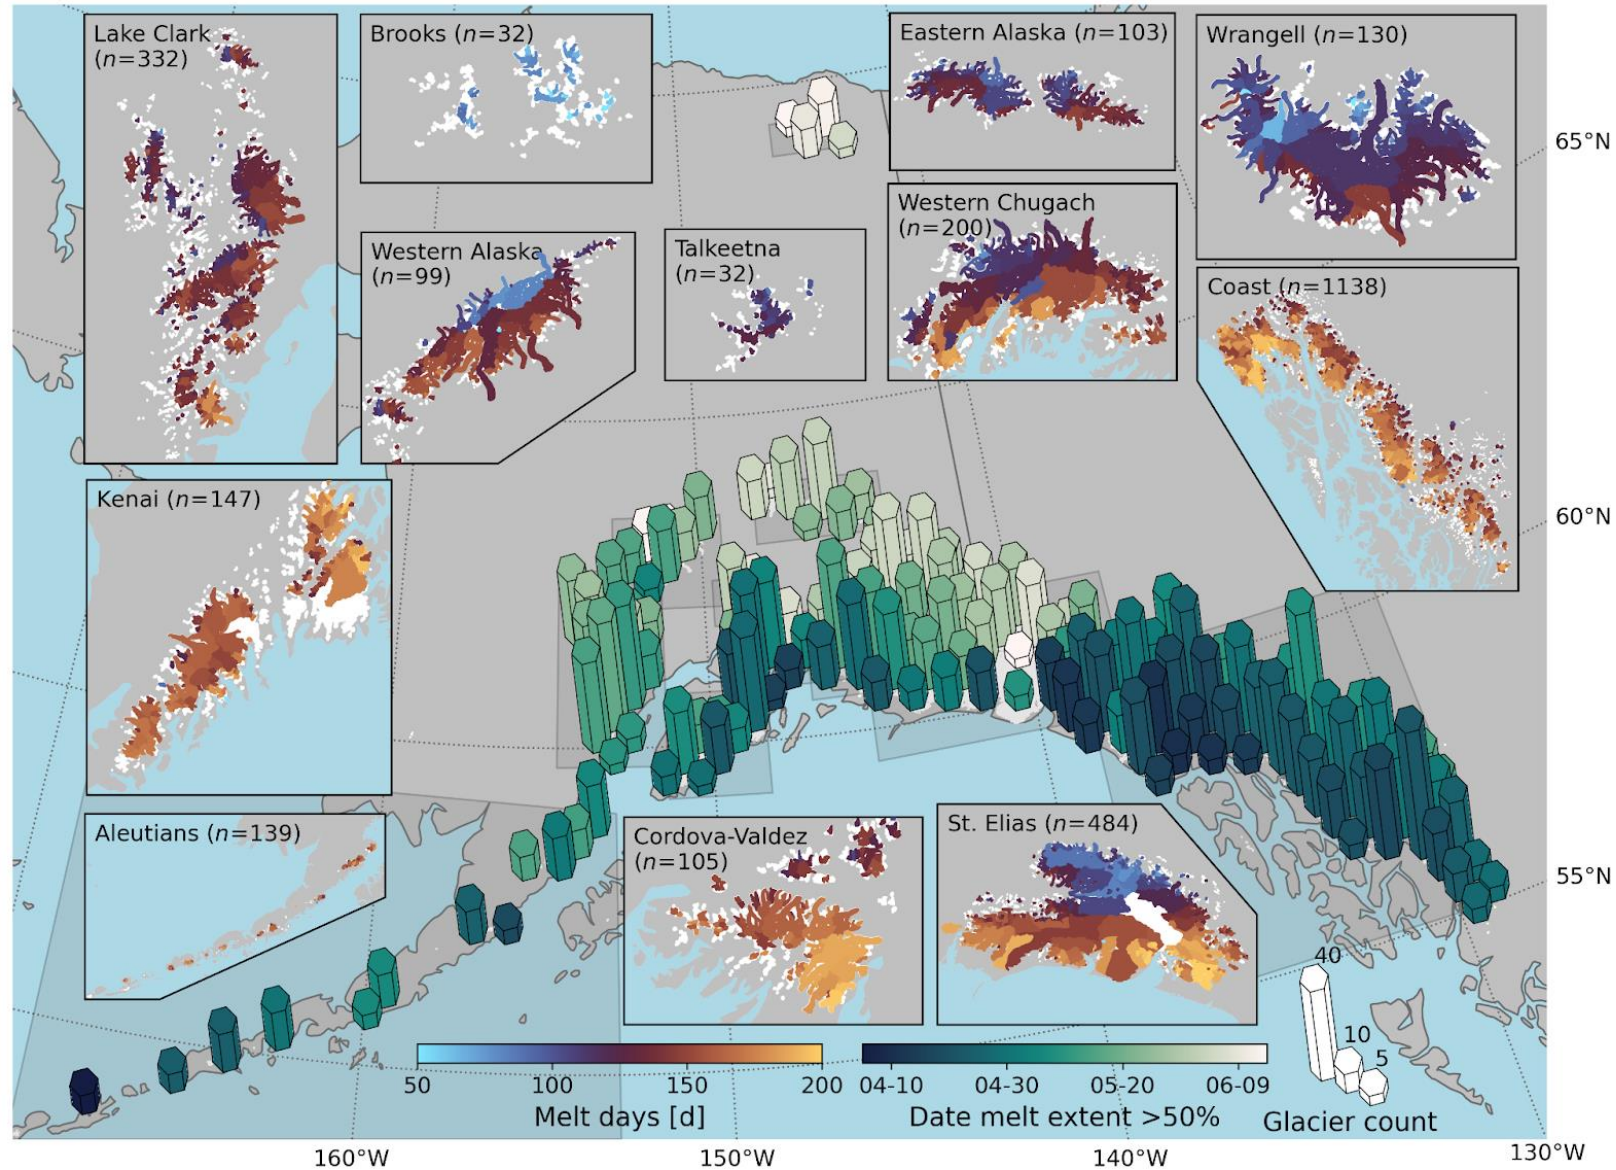 Lake Clark
(n=332)
Brooks (n=32)
Eastern Alaska (n=103)
Wrangell (n=130)
65°N
Western Alaska
(n=99)
Talkeetna
(n=32)
Western Chugach
(n=200)
Coast (n=1138)
Kenai (n=147)
60°N
Aleutians (n=139)
Cordova-Valdez
(n=105)
St. Elias (n=484)
55°N
40
10
5
Glacier count
50 100 150 200
Melt days [d]
04-10 04-30 05-20 06-09
Date melt extent >50%
160°W 150°W 140°W 130°W